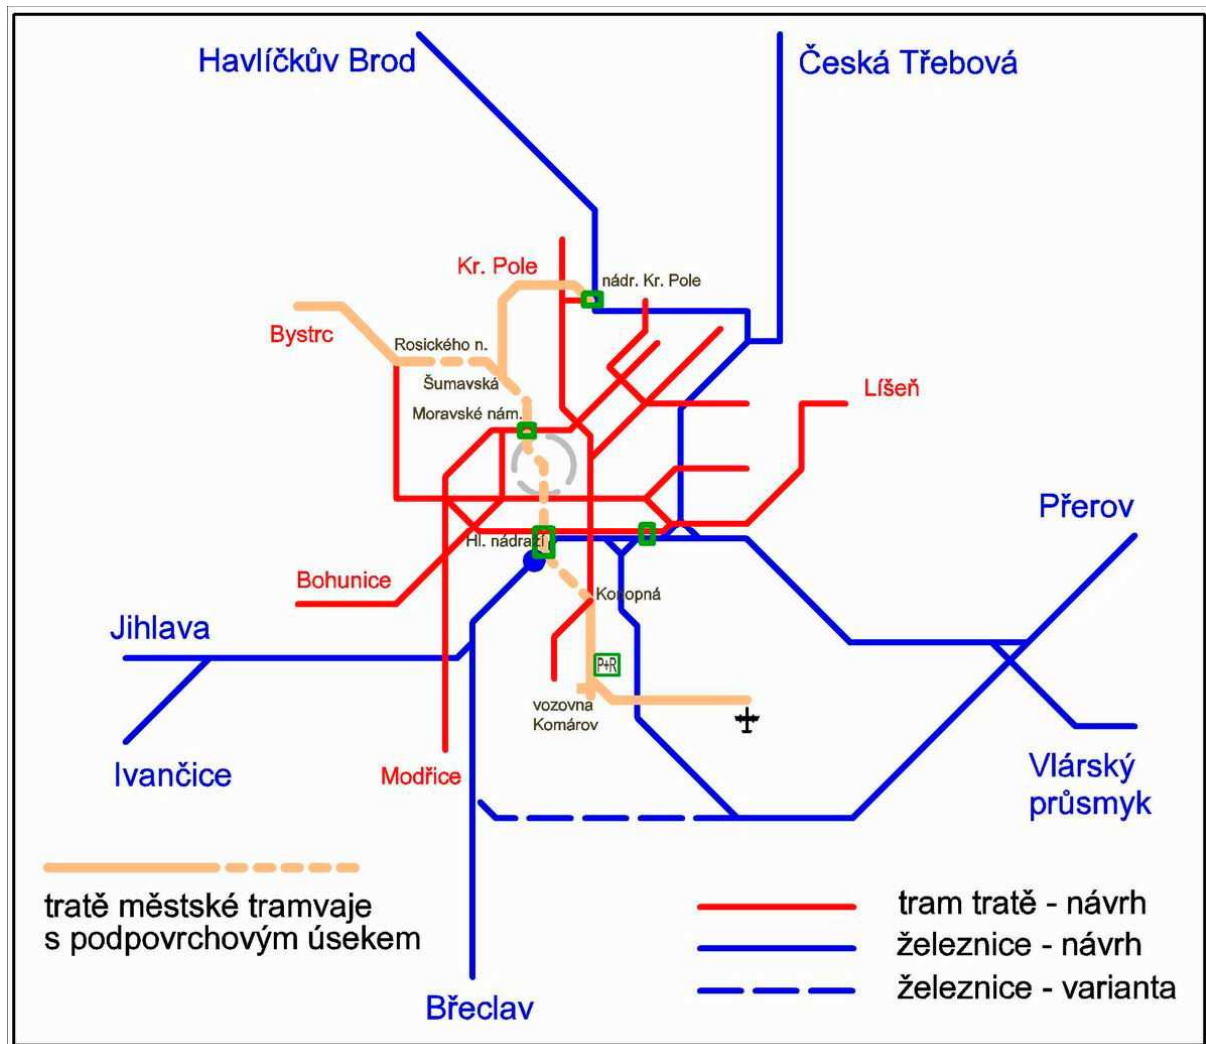 Havlíčkův Brod
Česká Třebová
Kr. Pole
nádr. Kr. Pole
Bystrc
Rosického n.
Šumavská
Líšeň
Moravské nám.
Přerov
Hl. nádraží
Bohunice
Konopná
Jihlava
P+R
vozovna
Komárov
Ivančice
Modřice
Vlárský
průsmyk
tratě městské tramvaje
s podpovrchovým úsekem
tram tratě - návrh
železnice - návrh
železnice - varianta
Břeclav